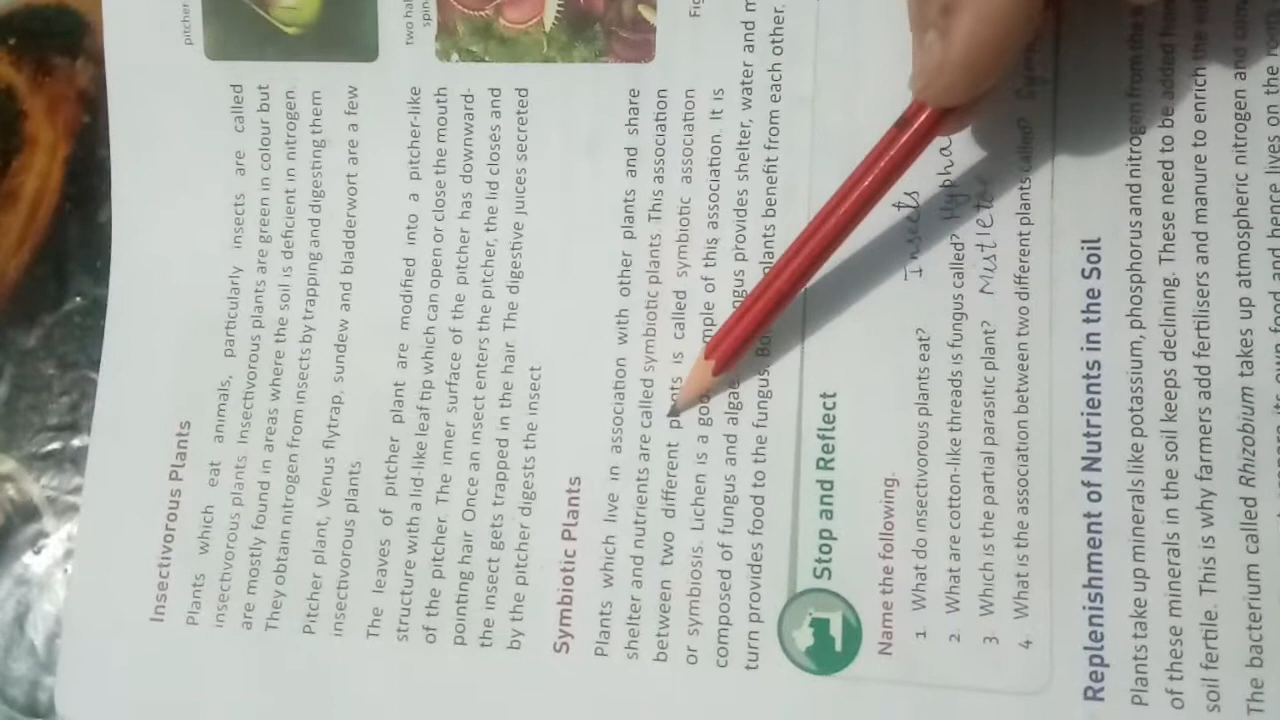 Insectivorous Plants
Plants which eat animals, particularly insects are called
insectivorous plants Insectivorous plants are green in colour but
are mostly found in areas where the soil is deficient in nitrogen.
They obtain nitrogen from insects by trapping and digesting them
Pitcher plant, Venus flytrap, sundew and bladderwort are a few
insectivorous plants
The leaves of pitcher plant are modified into a pitcher-like
structure with a lid-like leaf tip which can open or close the mouth
of the pitcher. The inner surface of the pitcher has downward-
pointing hair Once an insect enters the pitcher, the lid closes and
the insect gets trapped in the hair. The digestive juices secreted
by the pitcher digests the insect
pitcher
two
Symbiotic Plants
Plants which live in association with other plants and share
shelter and nutrients are called symbiotic plants. This association
between two different is called symbiotic association
or symbiosis. Lichen is a of this association. It is
composed of fungus and algae provides shelter, water and
turn provides food to the fungus. plants benefit from each other,
Stop and Reflect
Name the following.
1. What do insectivorous plants eat? Insects
2. What are cotton-like threads is fungus called?
3. Which is the partial parasitic plant?
4. What is the association between two different plants called?
Replenishment of Nutrients in the Soil
Plants take up minerals like potassium, phosphorus and nitrogen from the
of these minerals in the soil keeps declining. These need to be added
soil fertile. This is why farmers add fertilisers and manure to enrich the
The bacterium called Rhizobium takes up atmospheric nitrogen and
own food and hence lives on the